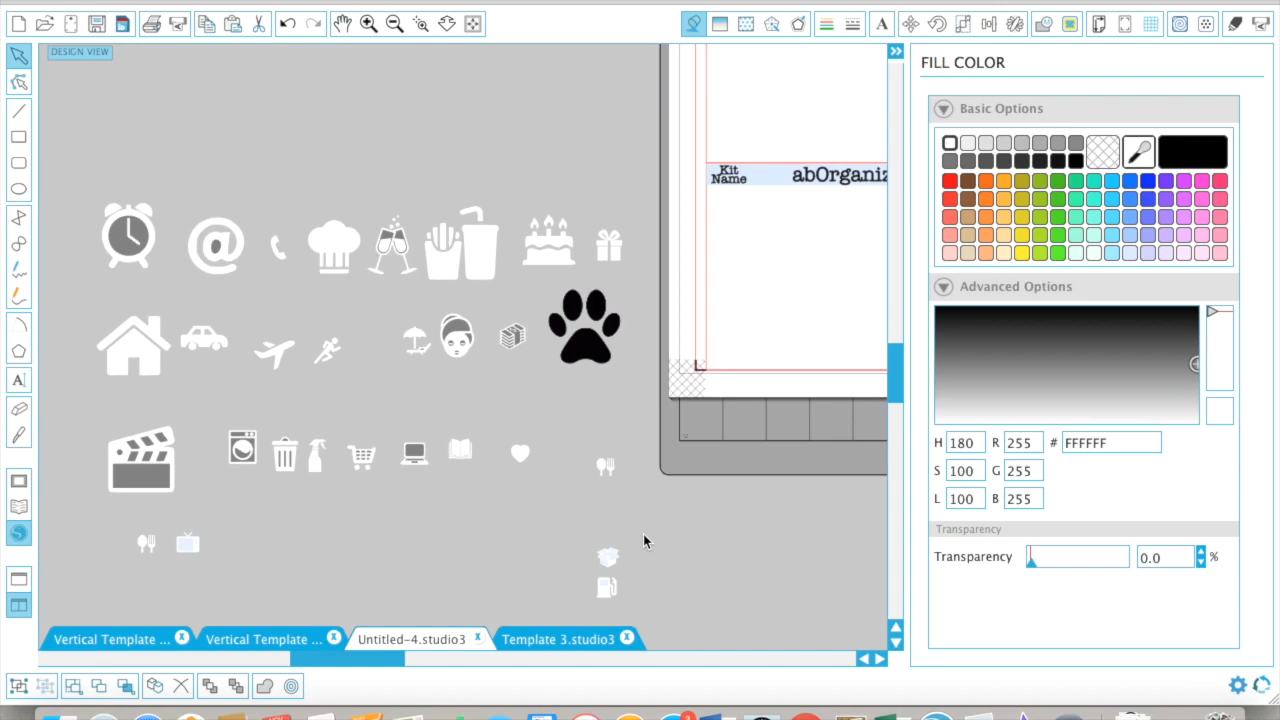 DESIGN VIEW
FILL COLOR
Basic Options
Kit
Name
abOrganiz
@
Advanced Options
H 180 R 255 # FFFFFF
S 100 G 255
L 100 B 255
Transparency
Transparency 0.0 %
Vertical Template ... x Vertical Template ... x Untitled-4.studio3 x Template 3.studio3 x